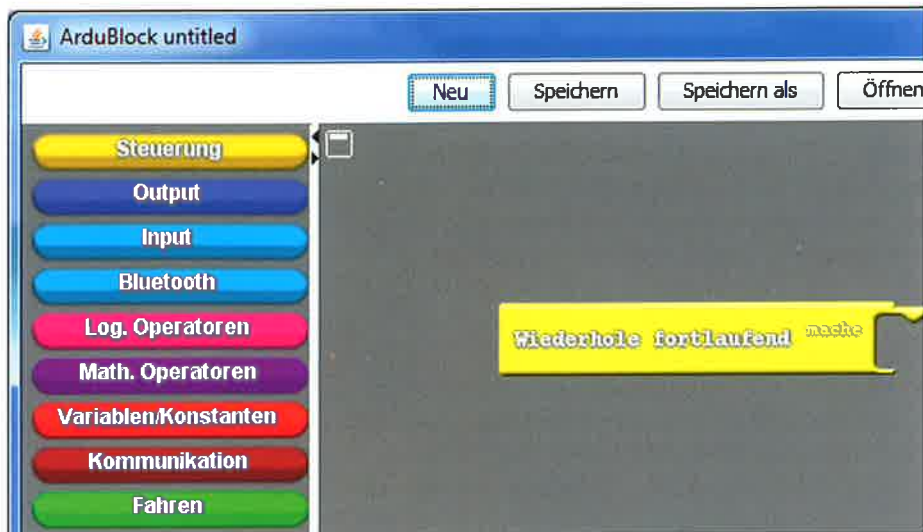 ArduBlock untitled
Neu Speichern Speichern als Öffnen
Steuerung
Output
Input
Bluetooth
Log. Operatoren
Math. Operatoren
Variablen/Konstanten
Kommunikation
Fahren
Wiederhole fortlaufend mache